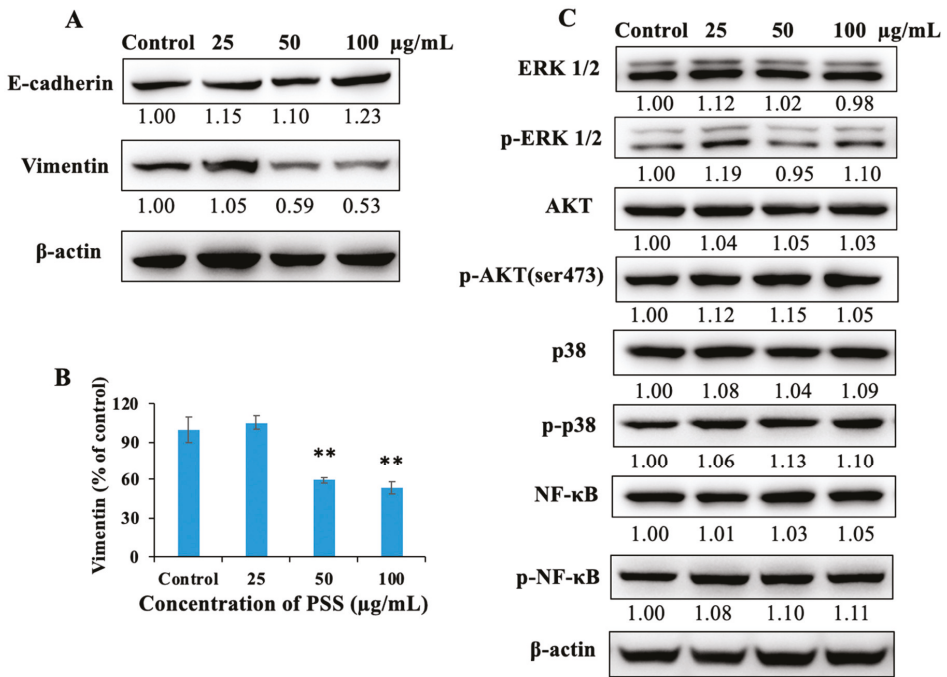 A
Control 25 50 100 µg/mL
E-cadherin
1.00 1.15 1.10 1.23
Vimentin
1.00 1.05 0.59 0.53
β-actin
B
Vimentin (% of control)
120
90
60
30
0
**
**
Control 25 50 100
Concentration of PSS (µg/mL)
C
Control 25 50 100 µg/mL
ERK 1/2
1.00 1.12 1.02 0.98
p-ERK 1/2
1.00 1.19 0.95 1.10
AKT
1.00 1.04 1.05 1.03
p-AKT(ser473)
1.00 1.12 1.15 1.05
p38
1.00 1.08 1.04 1.09
p-p38
1.00 1.06 1.13 1.10
NF-κB
1.00 1.01 1.03 1.05
p-NF-κB
1.00 1.08 1.10 1.11
β-actin